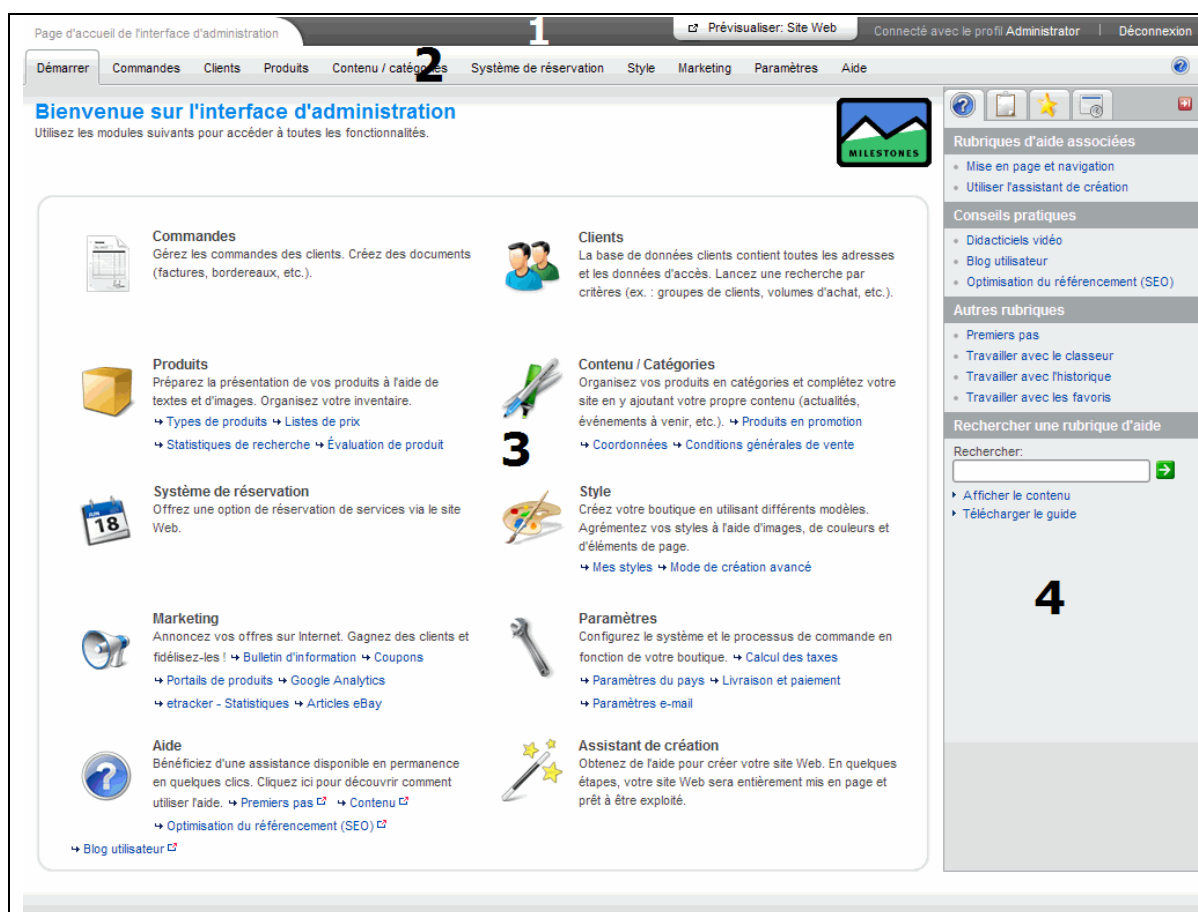 Page d'accueil de l'interface d'administration
1
Prévisualiser: Site Web
Connecté avec le profil Administrator | Déconnexion
Démarrer Commandes Clients Produits Contenu / catégories Système de réservation Style Marketing Paramètres Aide
2
Bienvenue sur l'interface d'administration
Utilisez les modules suivants pour accéder à toutes les fonctionnalités.
MILESTONES
Commandes
Gérez les commandes des clients. Créez des documents
(factures, bordereaux, etc.).
Clients
La base de données clients contient toutes les adresses
et les données d'accès. Lancez une recherche par
critères (ex. : groupes de clients, volumes d'achat, etc.).
Produits
Préparez la présentation de vos produits à l'aide de
textes et d'images. Organisez votre inventaire.
Types de produits Listes de prix
Statistiques de recherche Évaluation de produit
Contenu / Catégories
Organisez vos produits en catégories et complétez votre
site en y ajoutant votre propre contenu (actualités,
événements à venir, etc.). Produits en promotion
Coordonnées Conditions générales de vente
3
Système de réservation
Offrez une option de réservation de services via le site
Web.
JUN
18
Style
Créez votre boutique en utilisant différents modèles.
Agrémentez vos styles à l'aide d'images, de couleurs et
d'éléments de page.
Mes styles Mode de création avancé
Marketing
Annoncez vos offres sur Internet. Gagnez des clients et
fidélisez-les ! Bulletin d'information Coupons
Portails de produits Google Analytics
etracker - Statistiques Articles eBay
Paramètres
Configurez le système et le processus de commande en
fonction de votre boutique. Calcul des taxes
Paramètres du pays Livraison et paiement
Paramètres e-mail
Aide
Bénéficiez d'une assistance disponible en permanence
en quelques clics. Cliquez ici pour découvrir comment
utiliser l'aide. Premiers pas Contenu
Optimisation du référencement (SEO)
Blog utilisateur
Assistant de création
Obtenez de l'aide pour créer votre site Web. En quelques
étapes, votre site Web sera entièrement mis en page et
prêt à être exploité.
Rubriques d'aide associées
Mise en page et navigation
Utiliser l'assistant de création
Conseils pratiques
Didacticiels vidéo
Blog utilisateur
Optimisation du référencement (SEO)
Autres rubriques
Premiers pas
Travailler avec le classeur
Travailler avec l'historique
Travailler avec les favoris
Rechercher une rubrique d'aide
Rechercher:
Afficher le contenu
Télécharger le guide
4